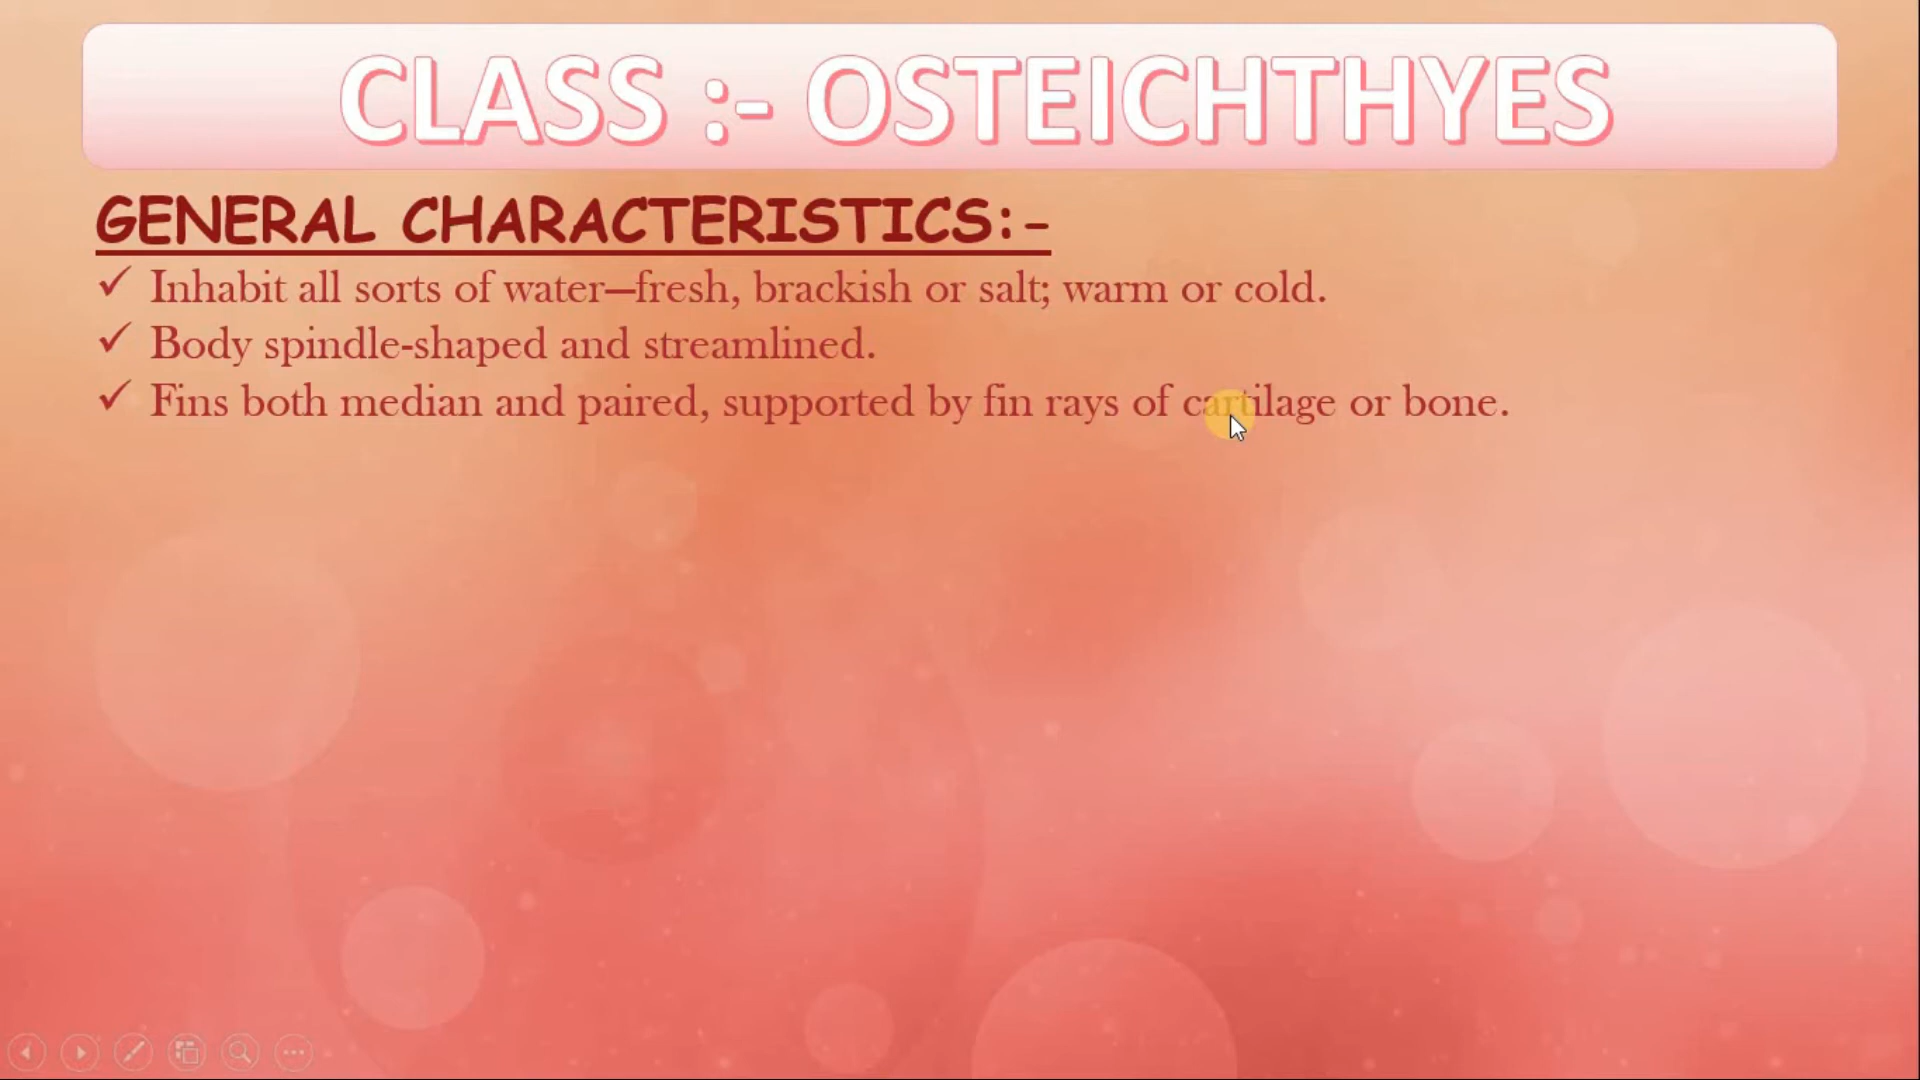 CLASS :- OSTEICHTHYES
GENERAL CHARACTERISTICS:-
✓ Inhabit all sorts of water—fresh, brackish or salt; warm or cold.
✓ Body spindle-shaped and streamlined.
✓ Fins both median and paired, supported by fin rays of cartilage or bone.